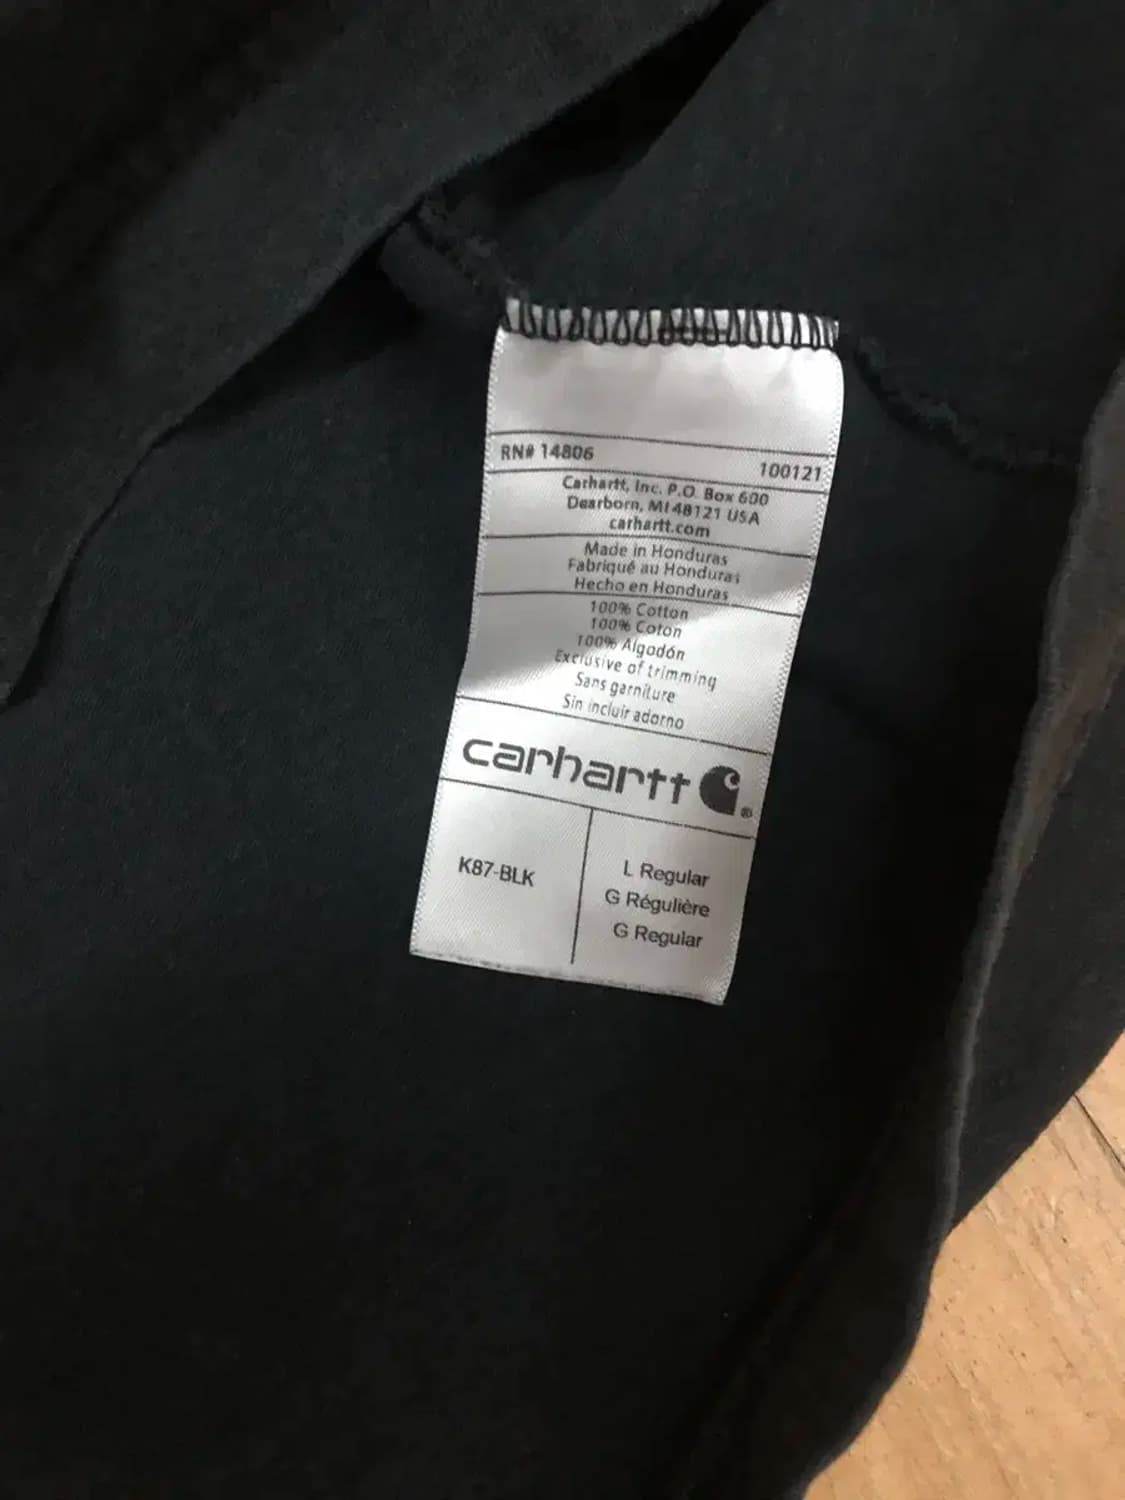 RN# 14806 100121
Carhartt, Inc. P.O. Box 600
Dearborn, MI 48121 USA
carhartt.com
Made in Honduras
Fabriqué au Honduras
Hecho en Honduras
100% Cotton
100% Coton
100% Algodón
Exclusive of trimming
Sans garniture
Sin incluir adorno
carhartt ®
K87-BLK
L Regular
G Régulière
G Regular